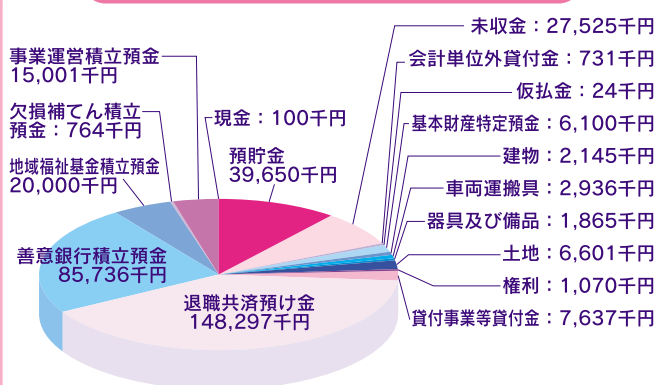 未収金：27,525千円
会計単位外貸付金：731千円
仮払金：24千円
基本財産特定預金：6,100千円
建物：2,145千円
車両運搬具：2,936千円
器具及び備品：1,865千円
土地：6,601千円
権利：1,070千円
貸付事業等貸付金：7,637千円
事業運営積立預金
15,001千円
欠損補てん積立
預金：764千円
地域福祉基金積立預金
20,000千円
善意銀行積立預金
85,736千円
現金：100千円
預貯金
39,650千円
退職共済預け金
148,297千円